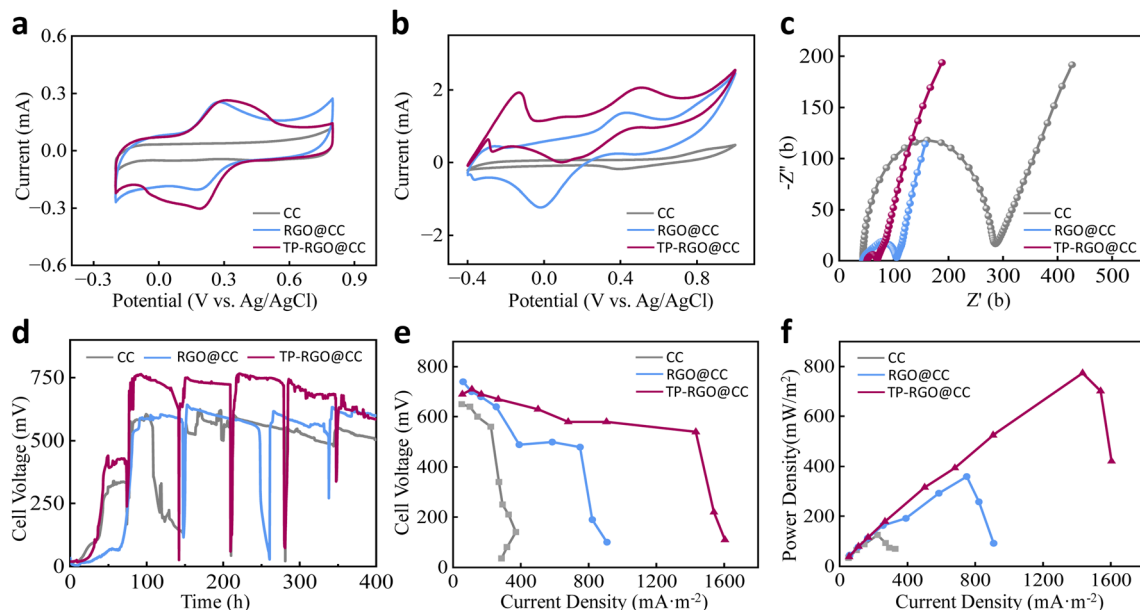 a
0.6
0.3
0.0
−0.3
−0.6
Current (mA)
CC
RGO@CC
TP-RGO@CC
−0.3 0.0 0.3 0.6 0.9
Potential (V vs. Ag/AgCl)
b
2
0
−2
Current (mA)
CC
RGO@CC
TP-RGO@CC
−0.4 0.0 0.4 0.8
Potential (V vs. Ag/AgCl)
c
200
150
100
50
0
-Z'' (b)
CC
RGO@CC
TP-RGO@CC
0 100 200 300 400 500
Z' (b)
d
CC RGO@CC TP-RGO@CC
750
500
250
0
Cell Voltage (mV)
0 100 200 300 400
Time (h)
e
800
600
400
200
0
Cell Voltage (mV)
CC
RGO@CC
TP-RGO@CC
0 400 800 1200 1600
Current Density (mA·m⁻²)
f
800
600
400
200
0
Power Density(mW/m²)
CC
RGO@CC
TP-RGO@CC
0 400 800 1200 1600
Current Density (mA·m⁻²)